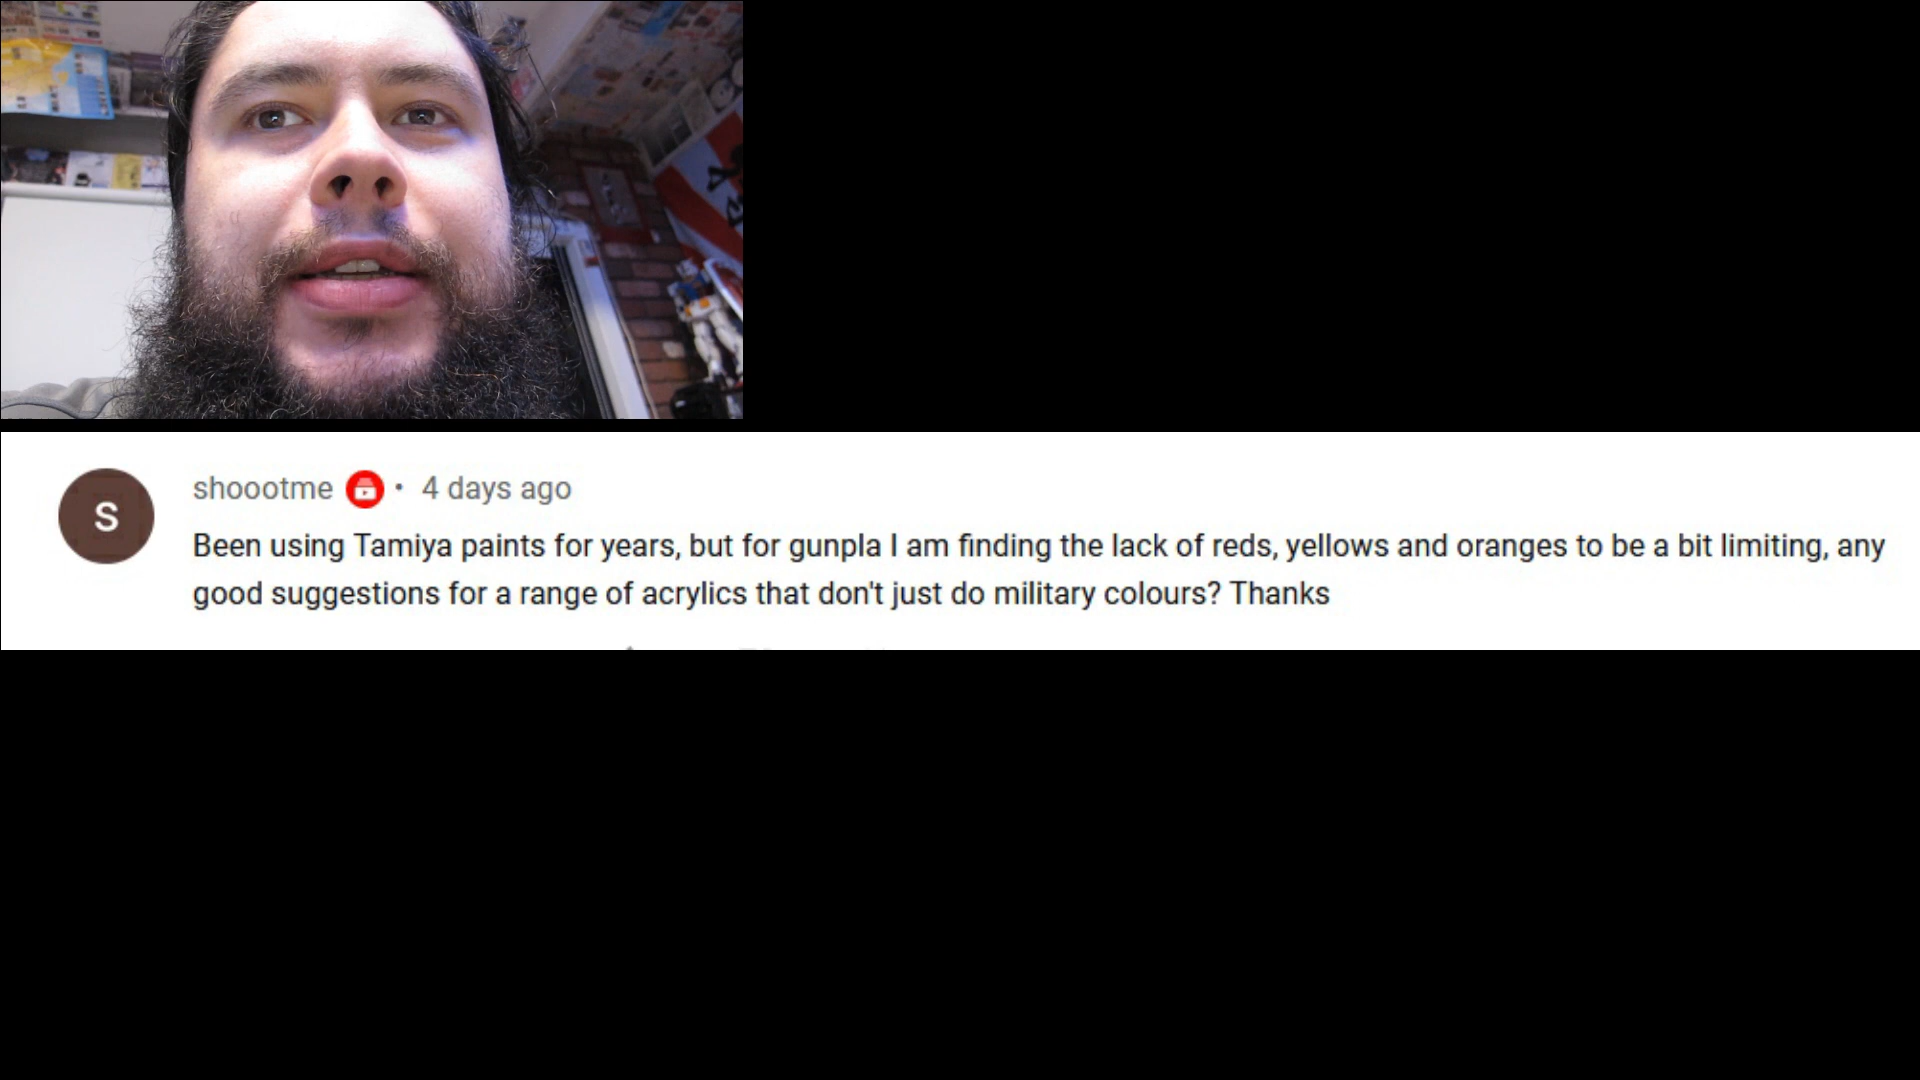 S
shoootme • 4 days ago
Been using Tamiya paints for years, but for gunpla I am finding the lack of reds, yellows and oranges to be a bit limiting, any
good suggestions for a range of acrylics that don't just do military colours? Thanks